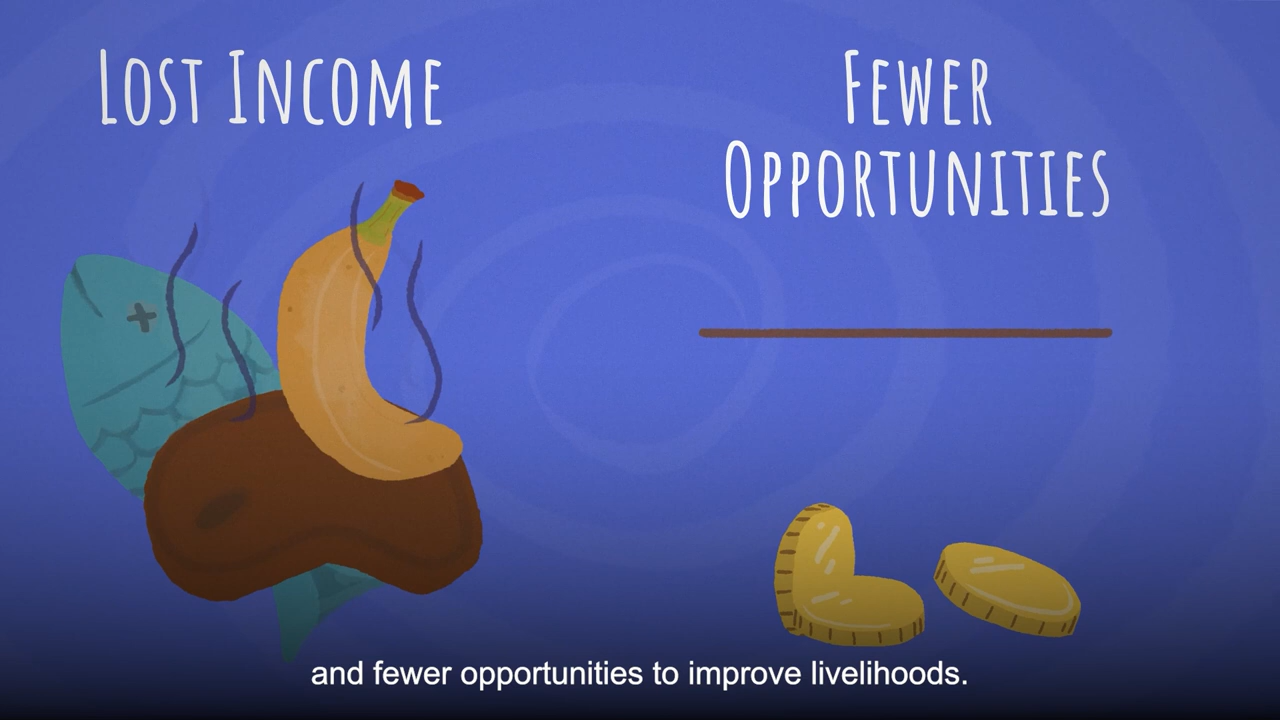 Lost Income
Fewer
Opportunities
and fewer opportunities to improve livelihoods.